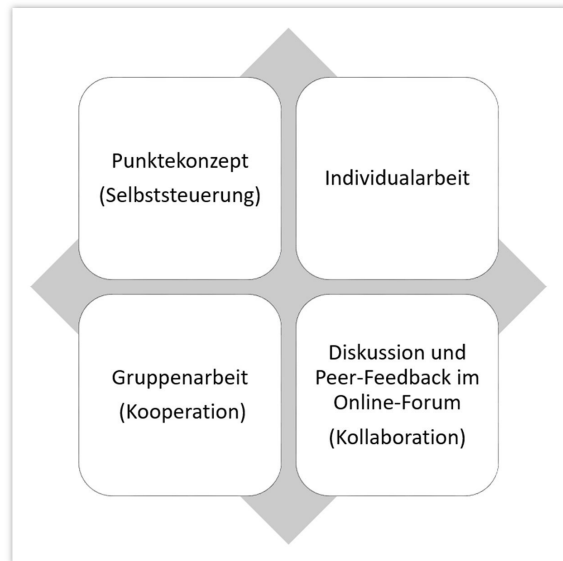 Punktekonzept
(Selbststeuerung)
Individualarbeit
Gruppenarbeit
(Kooperation)
Diskussion und
Peer-Feedback im
Online-Forum
(Kollaboration)